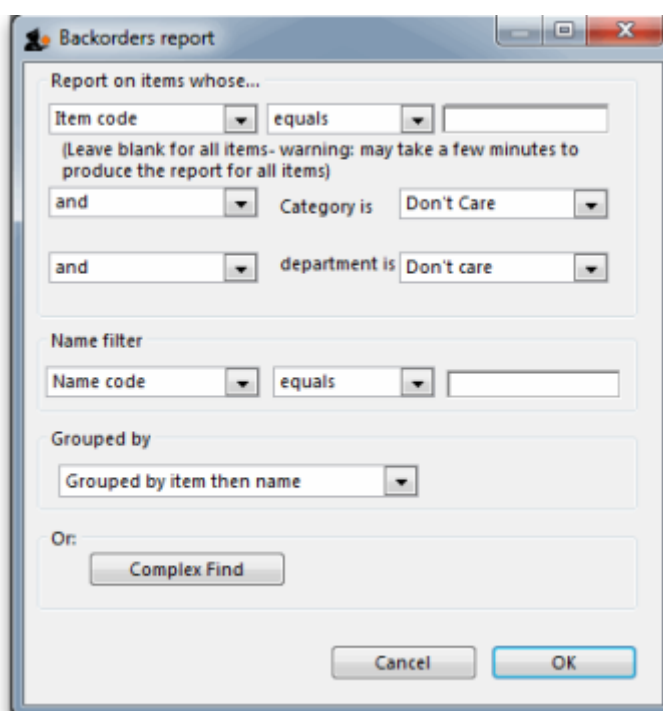 Backorders report
Report on items whose...
Item code equals
(Leave blank for all items- warning: may take a few minutes to
produce the report for all items)
and Category is Don't Care
and department is Don't care
Name filter
Name code equals
Grouped by
Grouped by item then name
Or:
Complex Find
Cancel OK